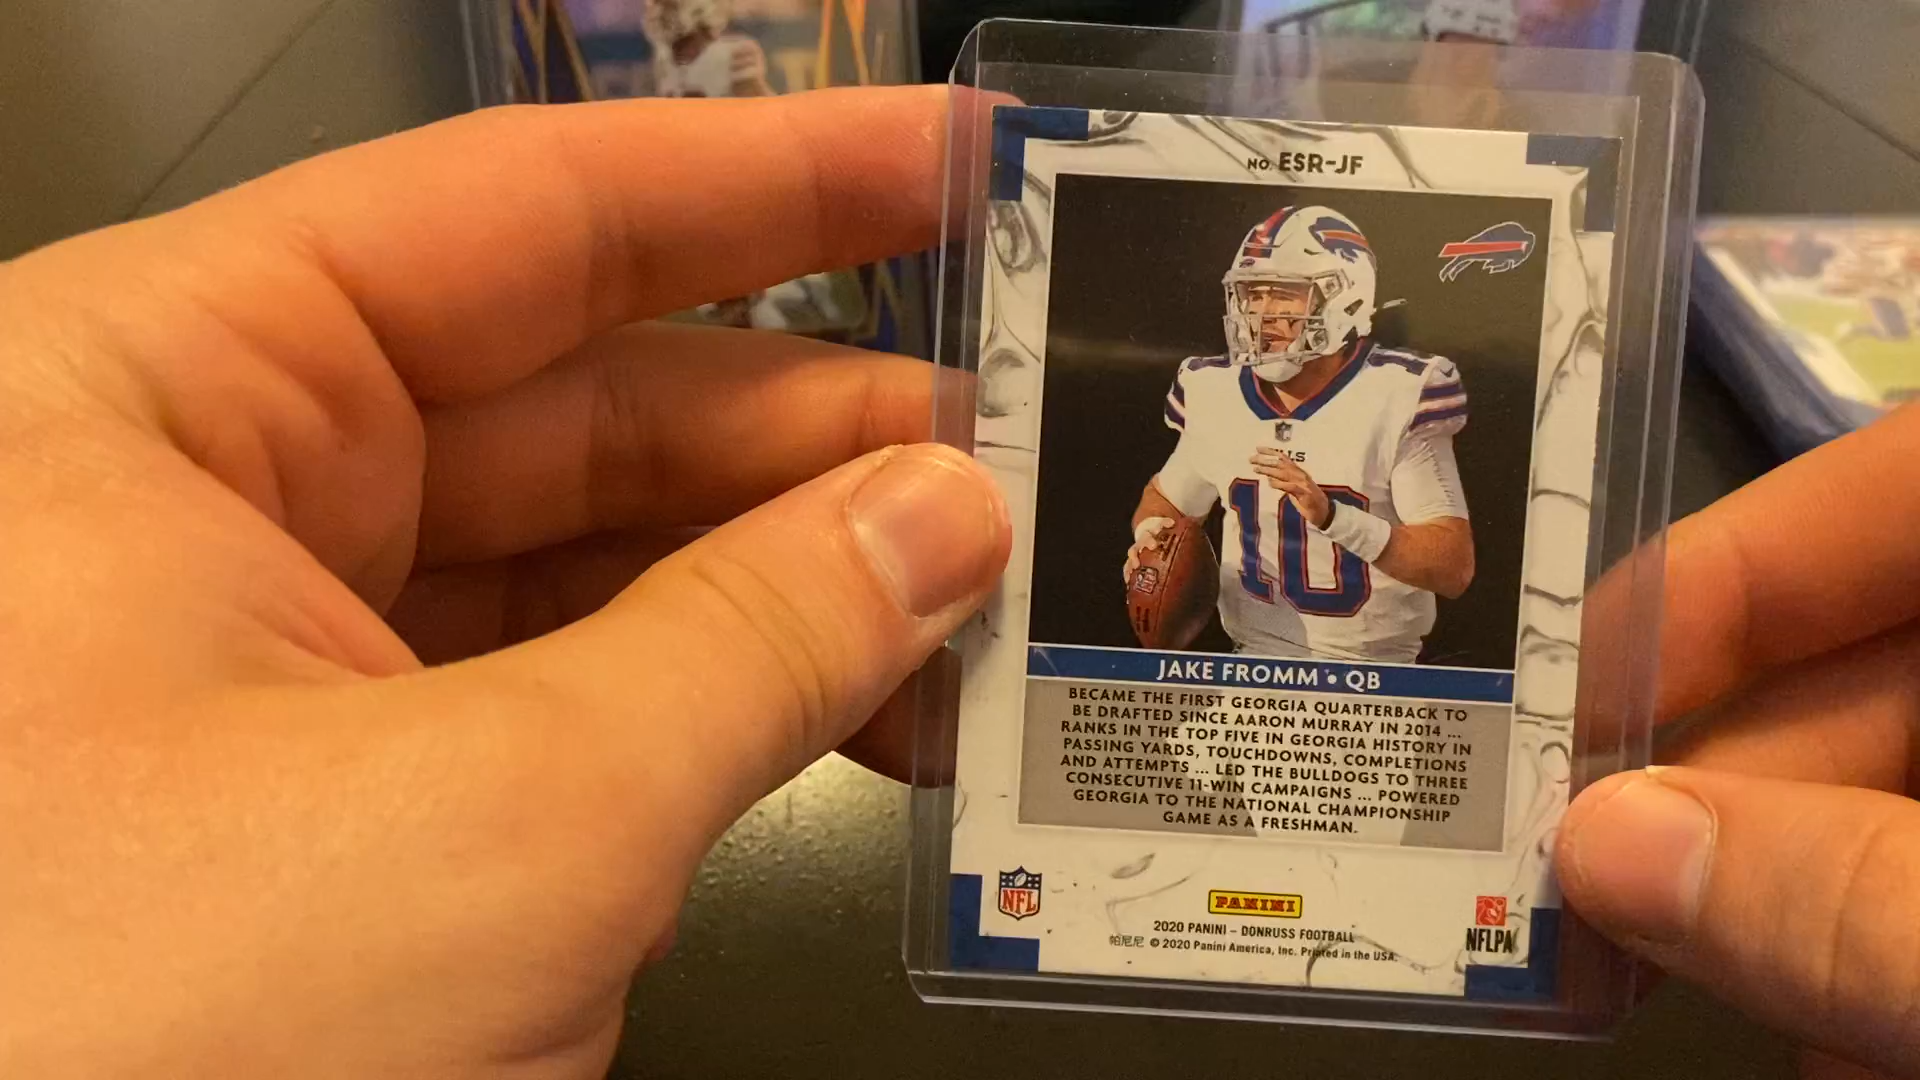 NO. ESR-JF
10
JAKE FROMM • QB
BECAME THE FIRST GEORGIA QUARTERBACK TO
BE DRAFTED SINCE AARON MURRAY IN 2014 ...
RANKS IN THE TOP FIVE IN GEORGIA HISTORY IN
PASSING YARDS, TOUCHDOWNS, COMPLETIONS
AND ATTEMPTS ... LED THE BULLDOGS TO THREE
CONSECUTIVE 11-WIN CAMPAIGNS ... POWERED
GEORGIA TO THE NATIONAL CHAMPIONSHIP
GAME AS A FRESHMAN.
NFL
PANINI
NFLPA
2020 PANINI – DONRUSS FOOTBALL
帕尼尼 © 2020 Panini America, Inc. Printed in the USA.